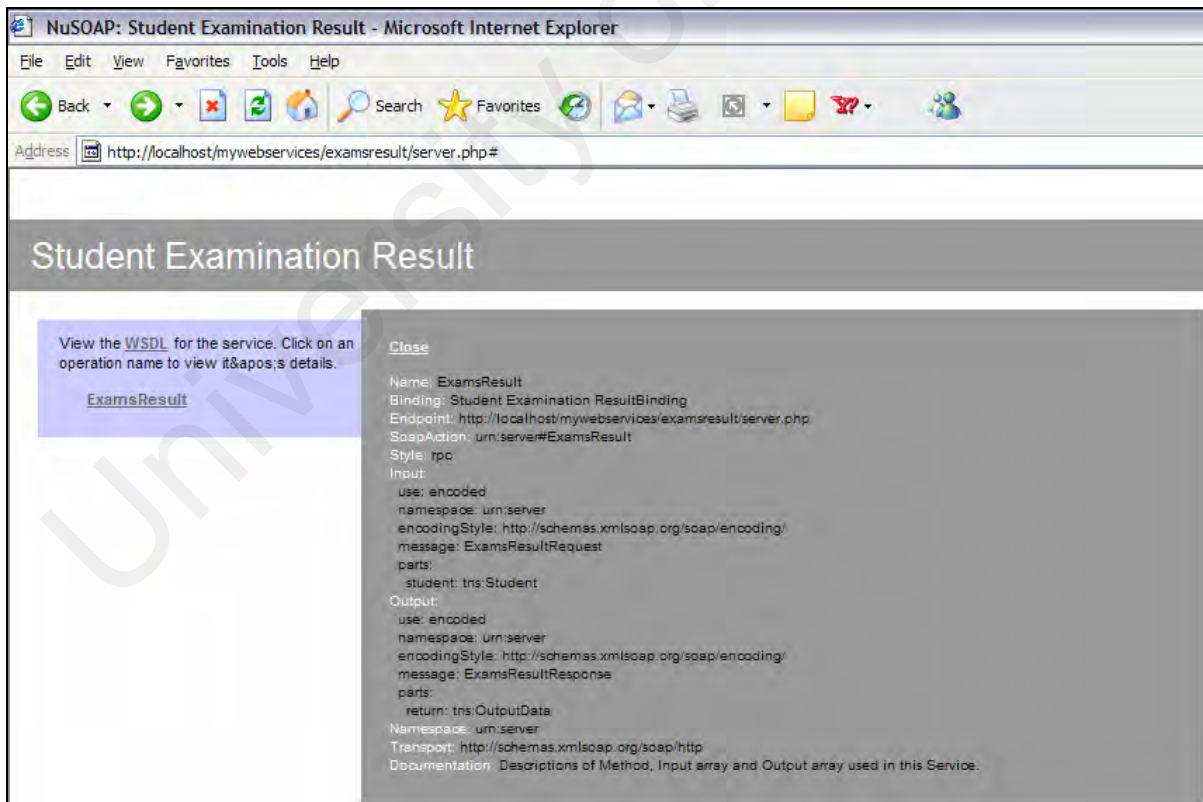 NuSOAP: Student Examination Result - Microsoft Internet Explorer
File Edit View Favorites Tools Help
Back Search Favorites
Address http://localhost/mywebservices/examsresult/server.php#
Student Examination Result
View the WSDL for the service. Click on an
operation name to view it&apos;s details.
ExamsResult
Close
Name: ExamsResult
Binding: Student Examination ResultBinding
Endpoint: http://localhost/mywebservices/examsresult/server.php
SoapAction: urn:server#ExamsResult
Style: rpc
Input:
use: encoded
namespace: urn:server
encodingStyle: http://schemas.xmlsoap.org/soap/encoding/
message: ExamsResultRequest
parts:
student: tns:Student
Output:
use: encoded
namespace: urn:server
encodingStyle: http://schemas.xmlsoap.org/soap/encoding/
message: ExamsResultResponse
parts:
return: tns:OutputData
Namespace: urn:server
Transport: http://schemas.xmlsoap.org/soap/http
Documentation: Descriptions of Method, Input array and Output array used in this Service.
University